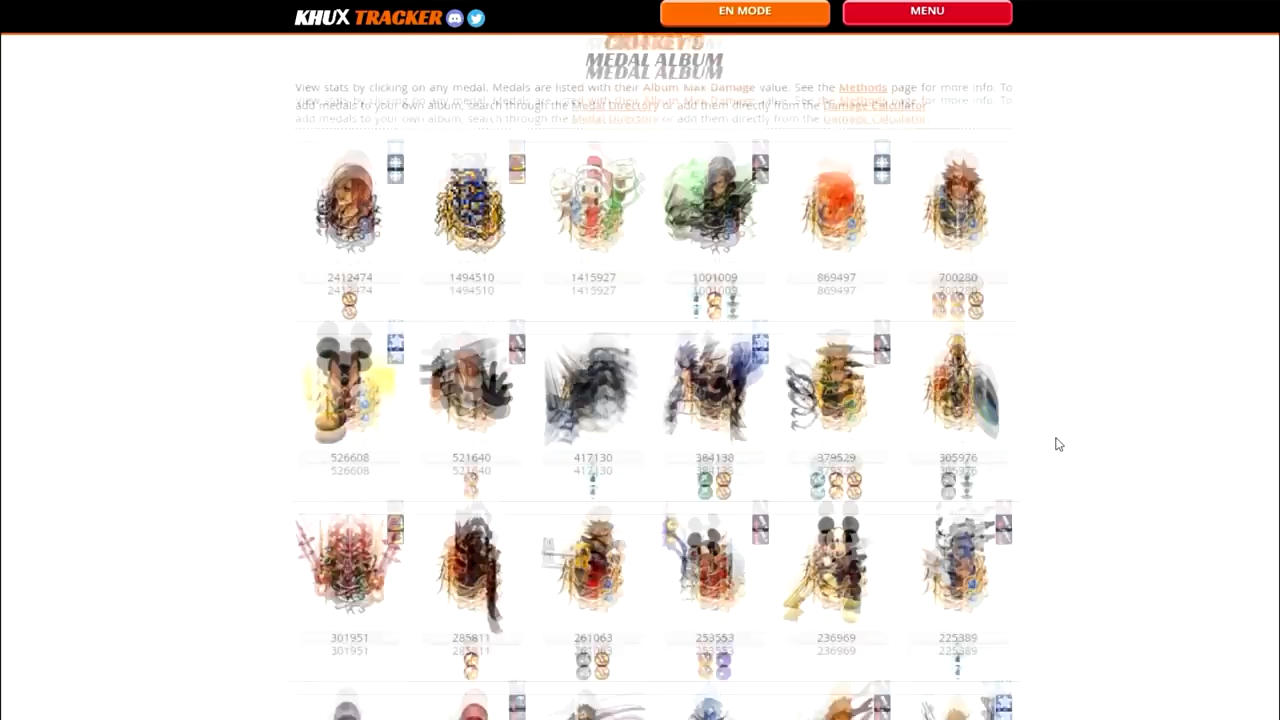 KHUX TRACKER
EN MODE
MENU
MEDAL ALBUM
View stats by clicking on any medal. Medals are listed with their Album Max Damage value. See the Methods page for more info. To
add medals to your own album, search through the Medal Directory or add them directly from the Damage Calculator
2412474 1494510 1415927 1001009 869497 700280
526608 521640 417130 384138 379529 305976
301951 285811 261063 253553 236969 225389